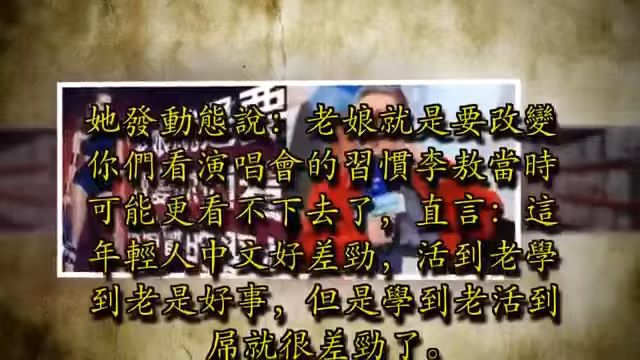 她發動態說：老娘就是要改變
你們看演唱會的習慣李敖當時
可能更看不下去了，直言：這
年輕人中文好差勁，活到老學
到老是好事，但是學到老活到
屌就很差勁了。